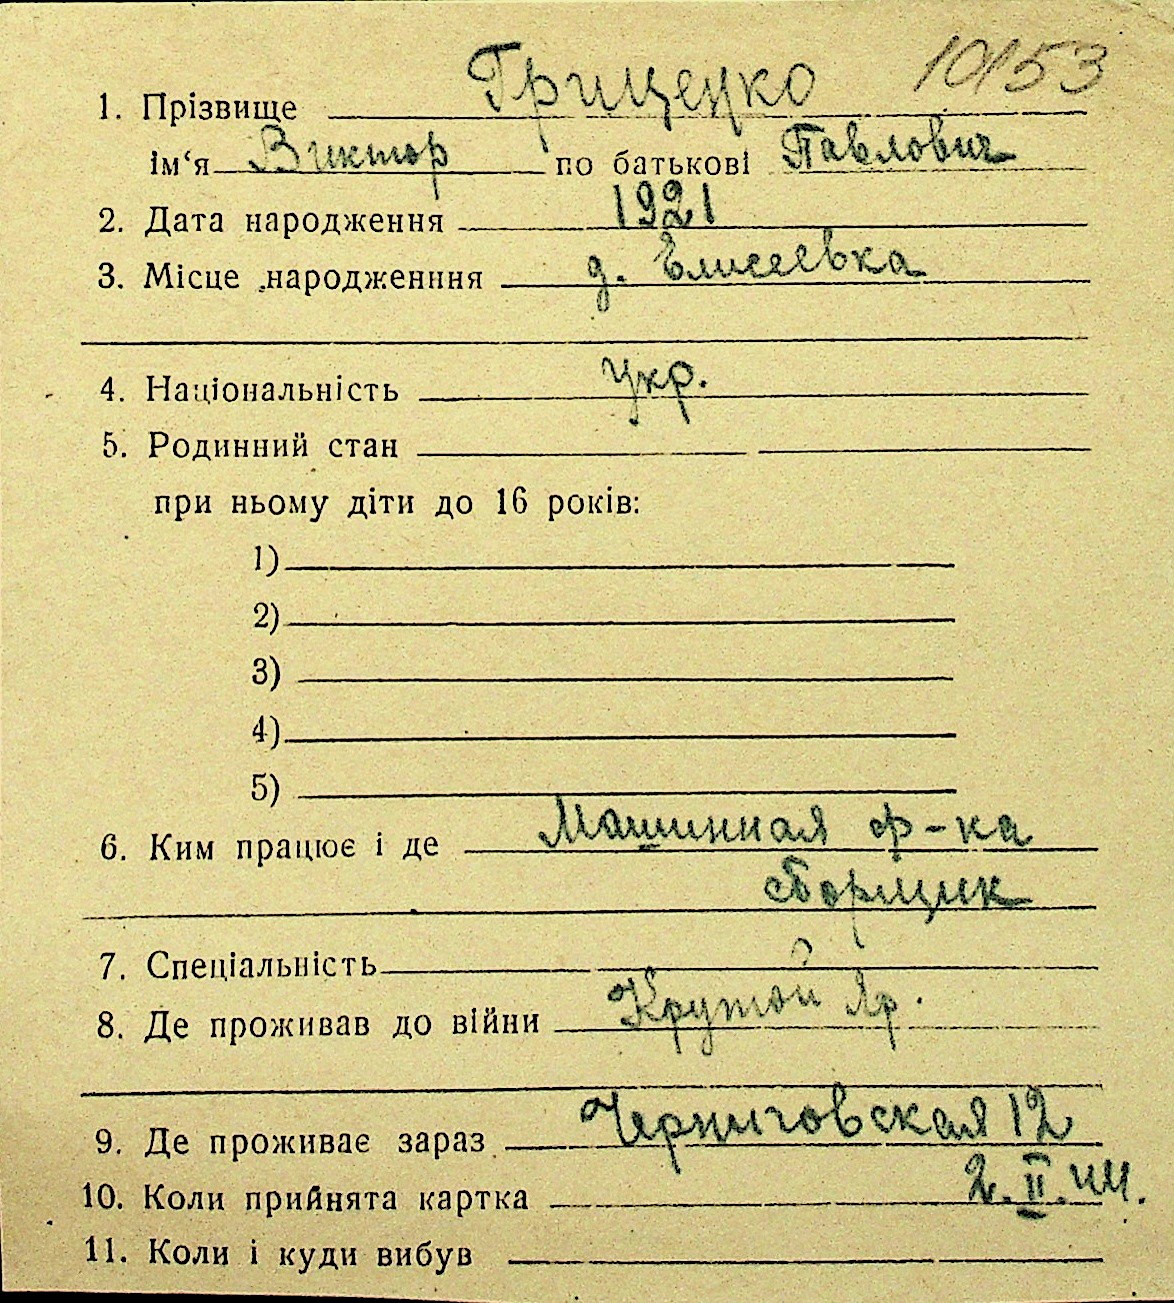 10153
1. Прізвище Грищенко
ім‘я Виктор по батькові Павлович
2. Дата народження 1921
3. Місце народжениня д. Елисеевка
4. Національність Укр.
5. Родинний стан
при ньому діти до 16 років:
1)
2)
3)
4)
5)
6. Ким працює і де Машинная ф-ка
сборщик
7. Спеціальність
8. Де проживав до війни Крутой Яр.
9. Де проживає зараз Черниговская 12
10. Коли прийнята картка 2.II.44.
11. Коли і куди вибув